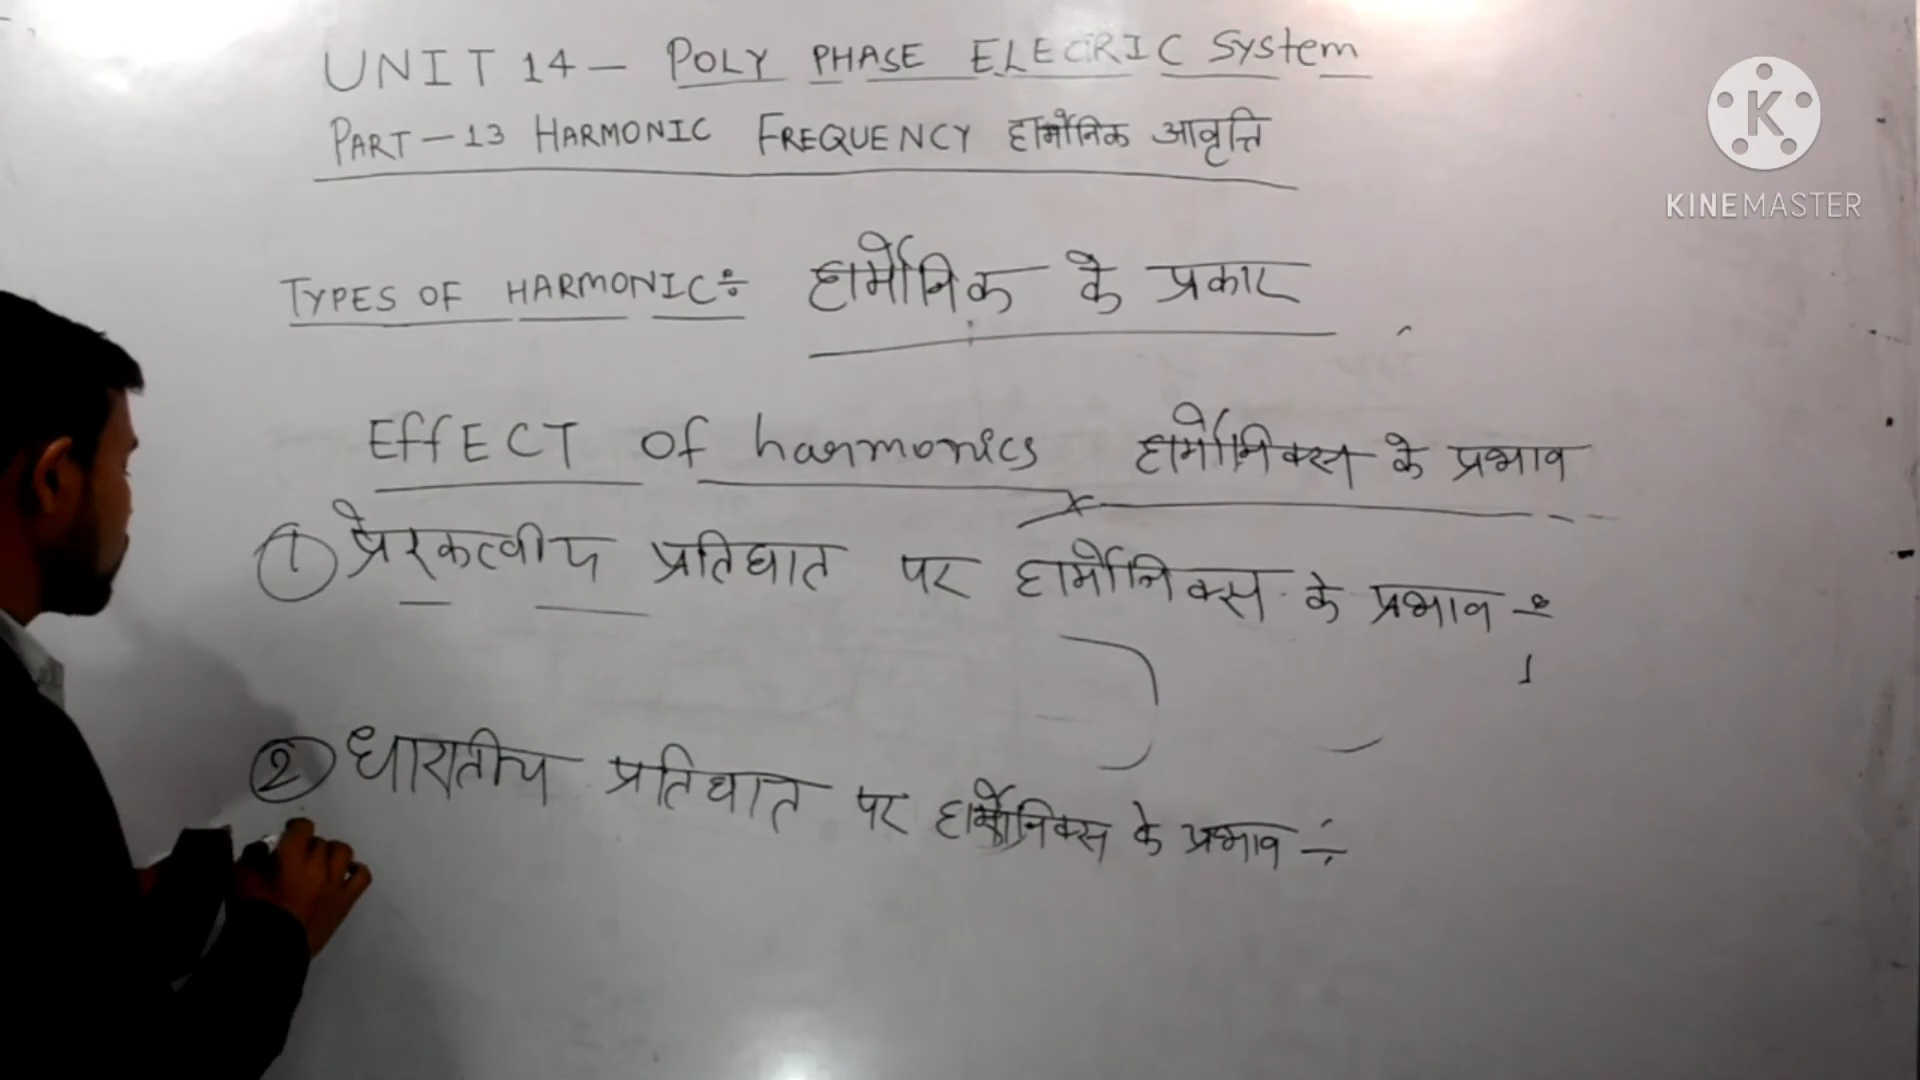 UNIT 14 - POLY PHASE ELECIRIC System
PART - 13 HARMONIC FREQUENCY हार्मोनिक आवृत्ति
K
KINEMASTER
TYPES OF HARMONIC÷ हार्मोनिक के प्रकार
EffECT Of harmonics हार्मोनिक्स के प्रभाव
① प्रेरकत्वीय प्रतिघात पर हार्मोनिक्स के प्रभाव ÷
② धारातीय प्रतिघात पर हार्मोनिक्स के प्रभाव ÷